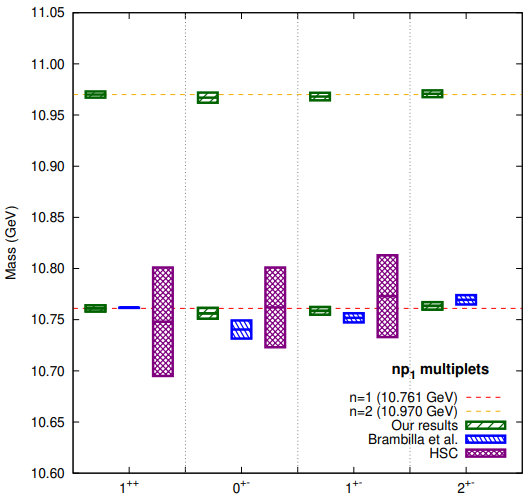 11.05
11.00
10.95
10.90
10.85
10.80
10.75
10.70
10.65
10.60
Mass (GeV)
np₁ multiplets
n=1 (10.761 GeV)
n=2 (10.970 GeV)
Our results
Brambilla et al.
HSC
1⁺⁺ 0⁺⁻ 1⁺⁻ 2⁺⁻